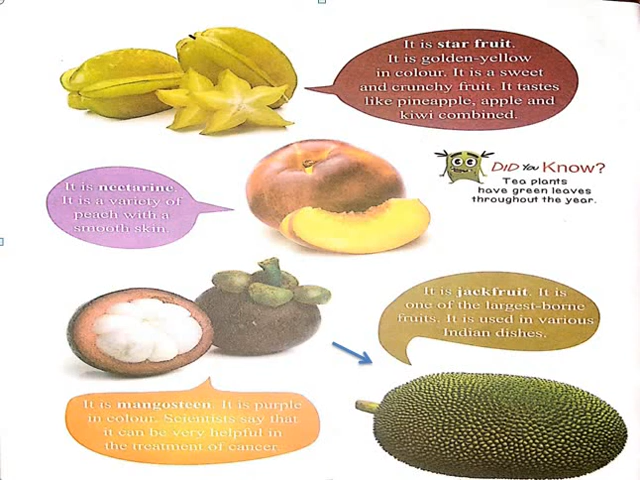 It is star fruit.
It is golden-yellow
in colour. It is a sweet
and crunchy fruit. It tastes
like pineapple, apple and
kiwi combined.
DID You KNOW?
Tea plants
have green leaves
throughout the year.
It is nectarine.
It is a variety of
peach with a
smooth skin.
It is jackfruit. It is
one of the largest-borne
fruits. It is used in various
Indian dishes.
It is mangosteen. It is purple
in colour. Scientists say that
it can be very helpful in
the treatment of cancer.